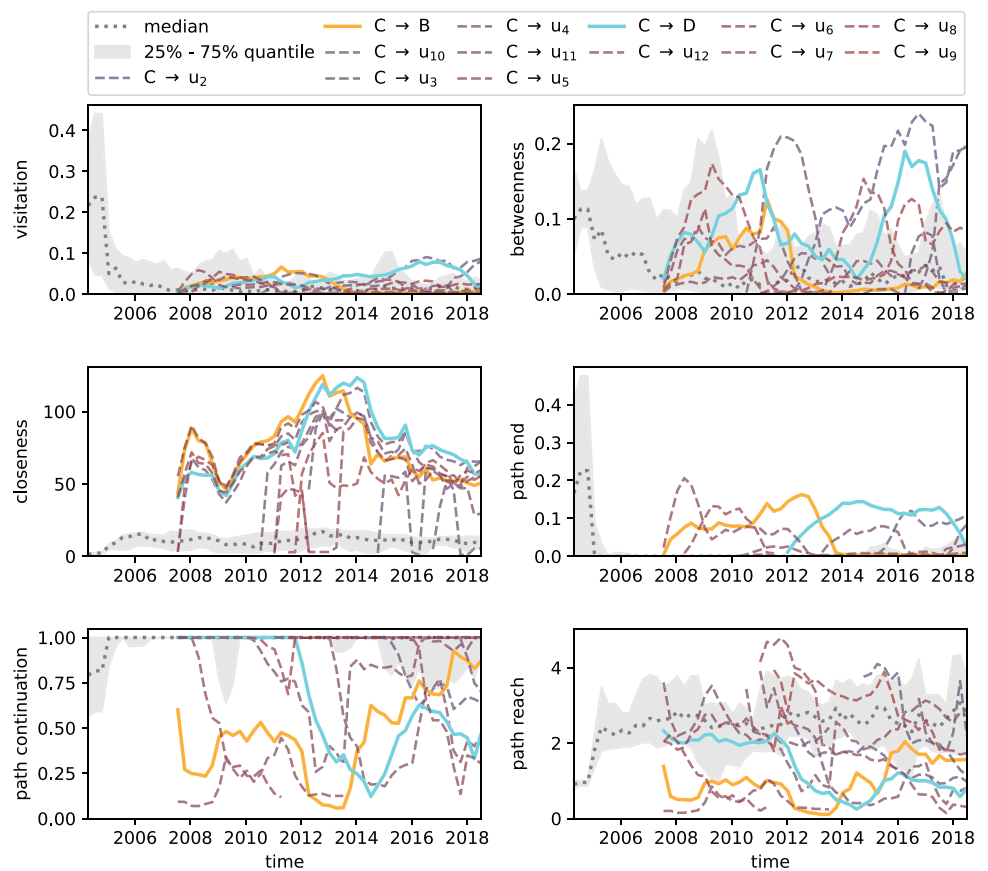 median C → B C → u4 C → D C → u6 C → u8
25% - 75% quantile C → u10 C → u11 C → u12 C → u7 C → u9
C → u2 C → u3 C → u5
visitation
0.4
0.3
0.2
0.1
0.0
2006 2008 2010 2012 2014 2016 2018
betweenness
0.2
0.1
0.0
2006 2008 2010 2012 2014 2016 2018
closeness
100
50
0
2006 2008 2010 2012 2014 2016 2018
path end
0.4
0.3
0.2
0.1
0.0
2006 2008 2010 2012 2014 2016 2018
path continuation
1.00
0.75
0.50
0.25
0.00
2006 2008 2010 2012 2014 2016 2018
time
path reach
4
2
0
2006 2008 2010 2012 2014 2016 2018
time